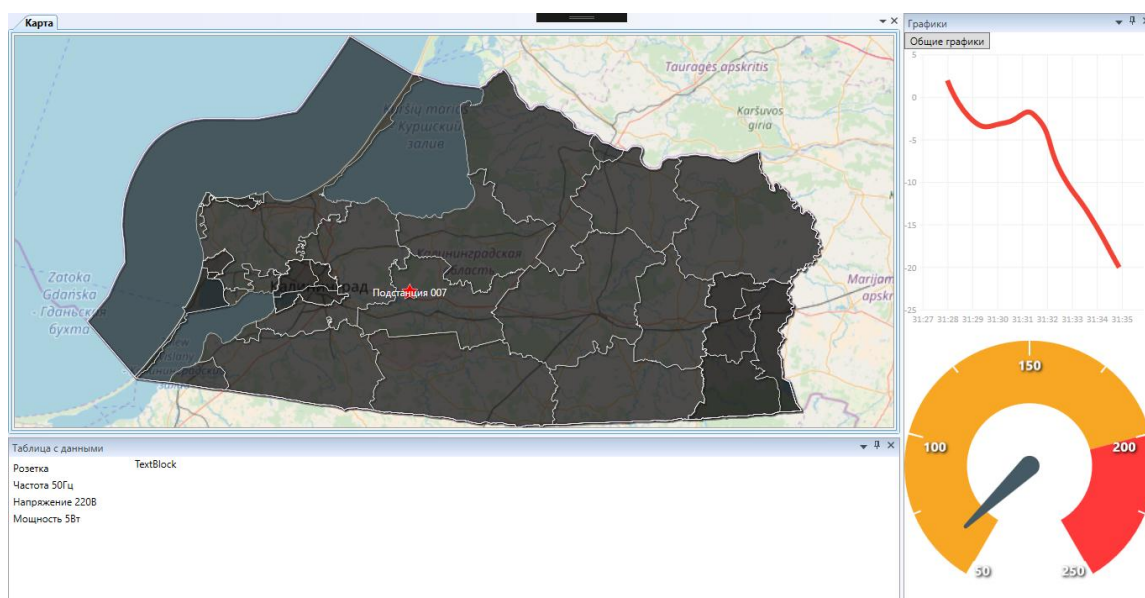 Карта
Графики
Общие графики
Tauragės apskritis
Karšuvos
giria
Kuršių marios
- Куршский
залив
Калининградская
область
Калининград
Подстанция 007
Zatoka
Gdańska
- Гданьская
бухта
Marijam
apskr
5
0
-5
-10
-15
-20
-25
31:27 31:28 31:29 31:30 31:31 31:32 31:33 31:34 31:35
150
100
200
50
250
Таблица с данными
Розетка
TextBlock
Частота 50Гц
Напряжение 220В
Мощность 5Вт